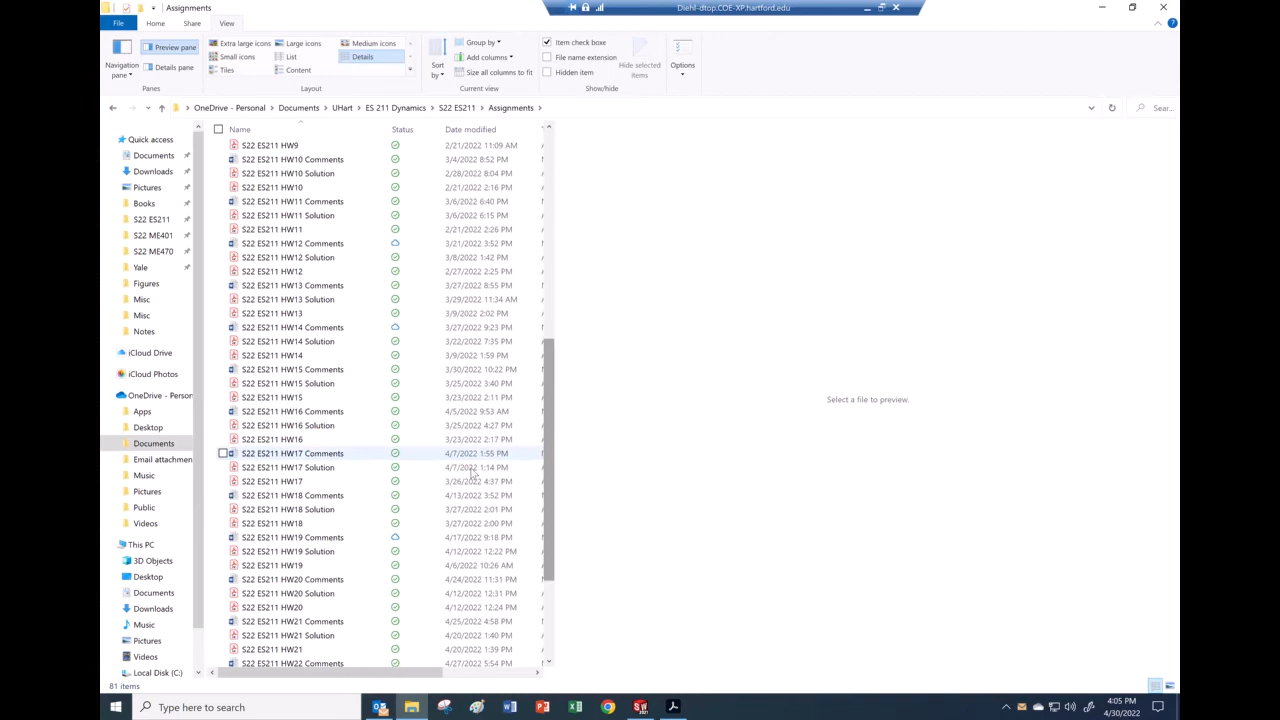 Assignments
Diehl-dtop.COE-XP.hartford.edu
File Home Share View
Navigation pane
Preview pane
Details pane
Panes
Extra large icons Large icons Medium icons
Small icons List Details
Tiles Content
Layout
Sort by
Group by
Add columns
Size all columns to fit
Current view
Item check box
File name extensions
Hidden items
Hide selected items
Show/hide
Options
OneDrive - Personal > Documents > UHart > ES 211 Dynamics > S22 ES211 > Assignments >
Sear...
Quick access
Documents
Downloads
Pictures
Books
S22 ES211
S22 ME401
S22 ME470
Yale
Figures
Misc
Misc
Notes
iCloud Drive
iCloud Photos
OneDrive - Person
Apps
Desktop
Documents
Email attachmen
Music
Pictures
Public
Videos
This PC
3D Objects
Desktop
Documents
Downloads
Music
Pictures
Videos
Local Disk (C:)
Name Status Date modified
S22 ES211 HW9 2/21/2022 11:09 AM
S22 ES211 HW10 Comments 3/4/2022 8:52 PM
S22 ES211 HW10 Solution 2/28/2022 8:04 PM
S22 ES211 HW10 2/21/2022 2:16 PM
S22 ES211 HW11 Comments 3/6/2022 6:40 PM
S22 ES211 HW11 Solution 3/6/2022 6:15 PM
S22 ES211 HW11 2/21/2022 2:26 PM
S22 ES211 HW12 Comments 3/21/2022 3:52 PM
S22 ES211 HW12 Solution 3/8/2022 1:42 PM
S22 ES211 HW12 2/27/2022 2:25 PM
S22 ES211 HW13 Comments 3/27/2022 8:55 PM
S22 ES211 HW13 Solution 3/29/2022 11:34 AM
S22 ES211 HW13 3/9/2022 2:02 PM
S22 ES211 HW14 Comments 3/27/2022 9:23 PM
S22 ES211 HW14 Solution 3/22/2022 7:35 PM
S22 ES211 HW14 3/9/2022 1:59 PM
S22 ES211 HW15 Comments 3/30/2022 10:22 PM
S22 ES211 HW15 Solution 3/25/2022 3:40 PM
S22 ES211 HW15 3/23/2022 2:11 PM
S22 ES211 HW16 Comments 4/5/2022 9:53 AM
S22 ES211 HW16 Solution 3/25/2022 4:27 PM
S22 ES211 HW16 3/23/2022 2:17 PM
S22 ES211 HW17 Comments 4/7/2022 1:55 PM
S22 ES211 HW17 Solution 4/7/2022 1:14 PM
S22 ES211 HW17 3/26/2022 4:37 PM
S22 ES211 HW18 Comments 4/13/2022 3:52 PM
S22 ES211 HW18 Solution 3/27/2022 2:01 PM
S22 ES211 HW18 3/27/2022 2:00 PM
S22 ES211 HW19 Comments 4/17/2022 9:18 PM
S22 ES211 HW19 Solution 4/12/2022 12:22 PM
S22 ES211 HW19 4/6/2022 10:26 AM
S22 ES211 HW20 Comments 4/24/2022 11:31 PM
S22 ES211 HW20 Solution 4/12/2022 12:31 PM
S22 ES211 HW20 4/12/2022 12:24 PM
S22 ES211 HW21 Comments 4/25/2022 4:58 PM
S22 ES211 HW21 Solution 4/20/2022 1:40 PM
S22 ES211 HW21 4/20/2022 1:39 PM
S22 ES211 HW22 Comments 4/27/2022 5:54 PM
Select a file to preview.
81 items
Type here to search
4:05 PM
4/30/2022